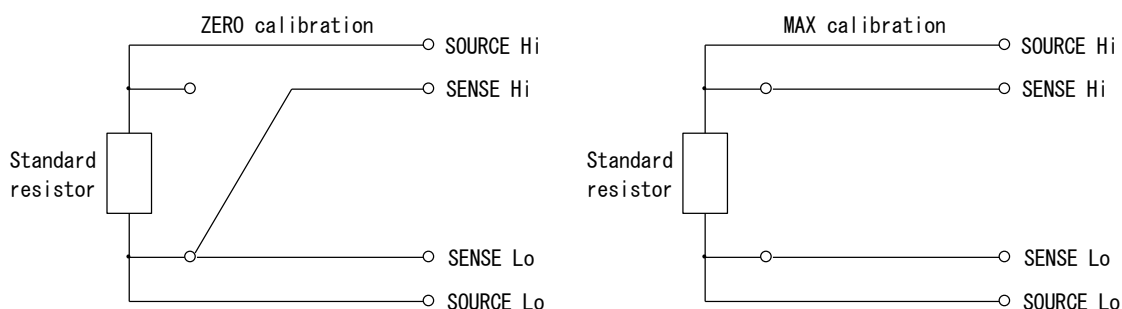 ZERO calibration
SOURCE Hi
SENSE Hi
Standard
resistor
SENSE Lo
SOURCE Lo
MAX calibration
SOURCE Hi
SENSE Hi
Standard
resistor
SENSE Lo
SOURCE Lo